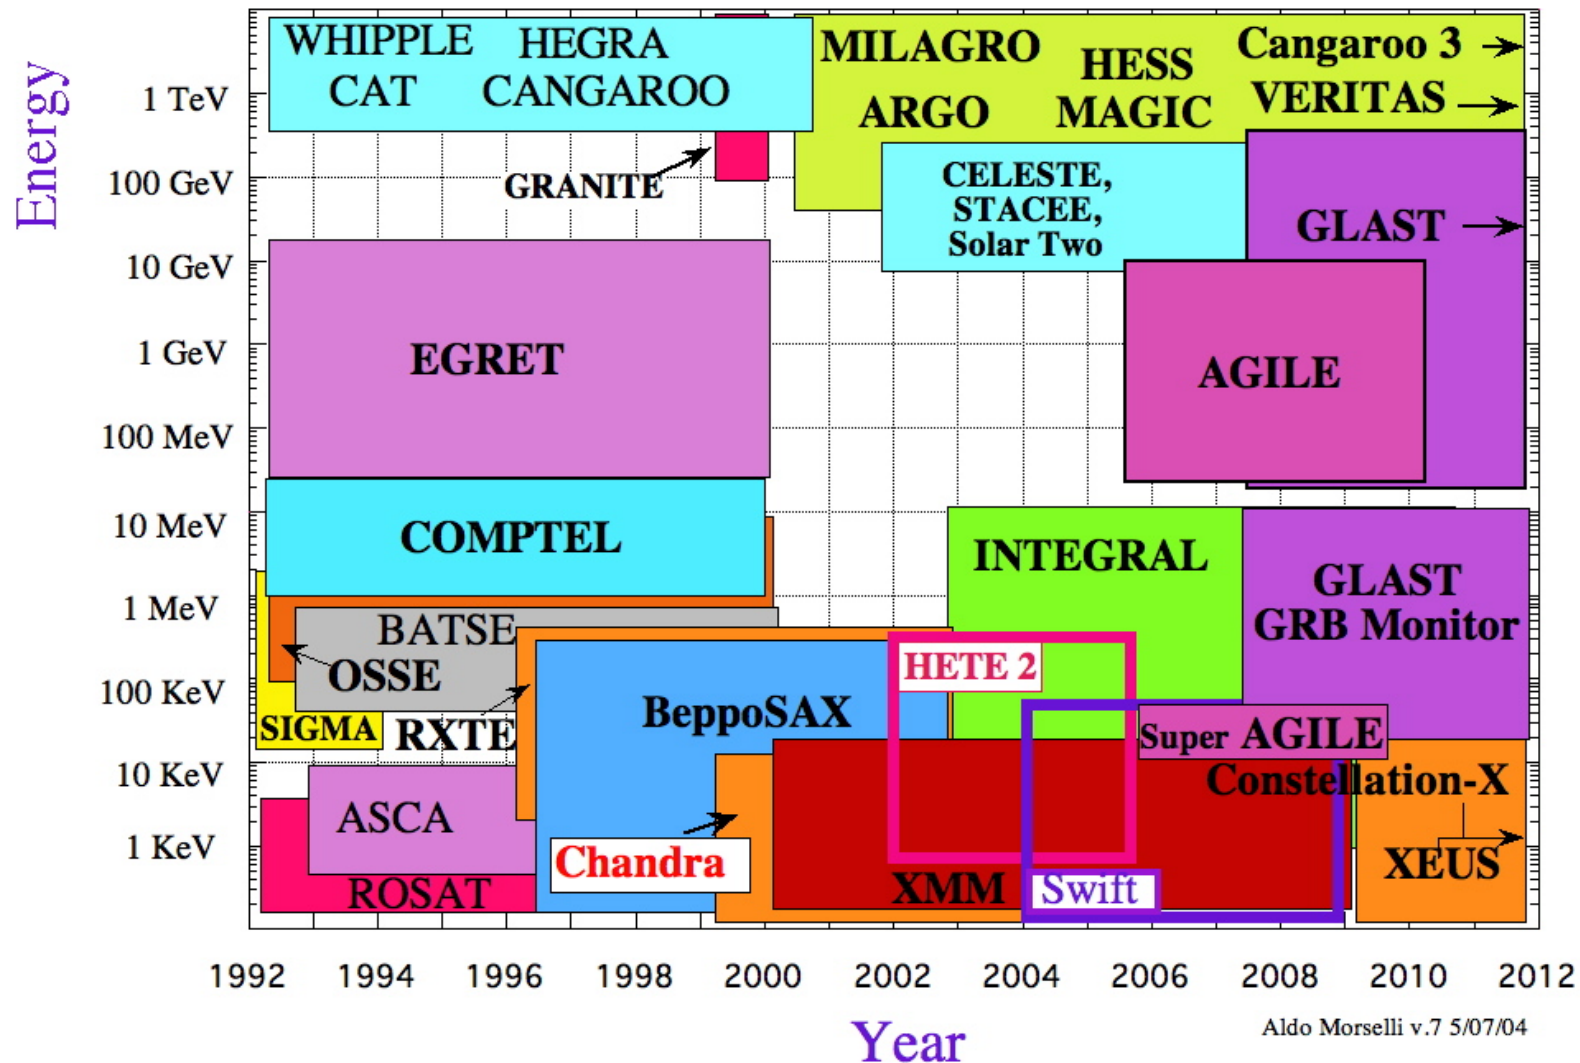 Energy
WHIPPLE HEGRA
CAT CANGAROO
MILAGRO
ARGO
HESS
MAGIC
Cangaroo 3
VERITAS
1 TeV
GRANITE
100 GeV
CELESTE,
STACEE,
Solar Two
GLAST
10 GeV
EGRET
1 GeV
AGILE
100 MeV
10 MeV
COMPTEL
INTEGRAL
GLAST
GRB Monitor
1 MeV
BATSE
OSSE
HETE 2
100 KeV
SIGMA
RXTE
BeppoSAX
Super AGILE
10 KeV
Constellation-X
ASCA
1 KeV
Chandra
XEUS
ROSAT
XMM
Swift
1992 1994 1996 1998 2000 2002 2004 2006 2008 2010 2012
Year
Aldo Morselli v.7 5/07/04